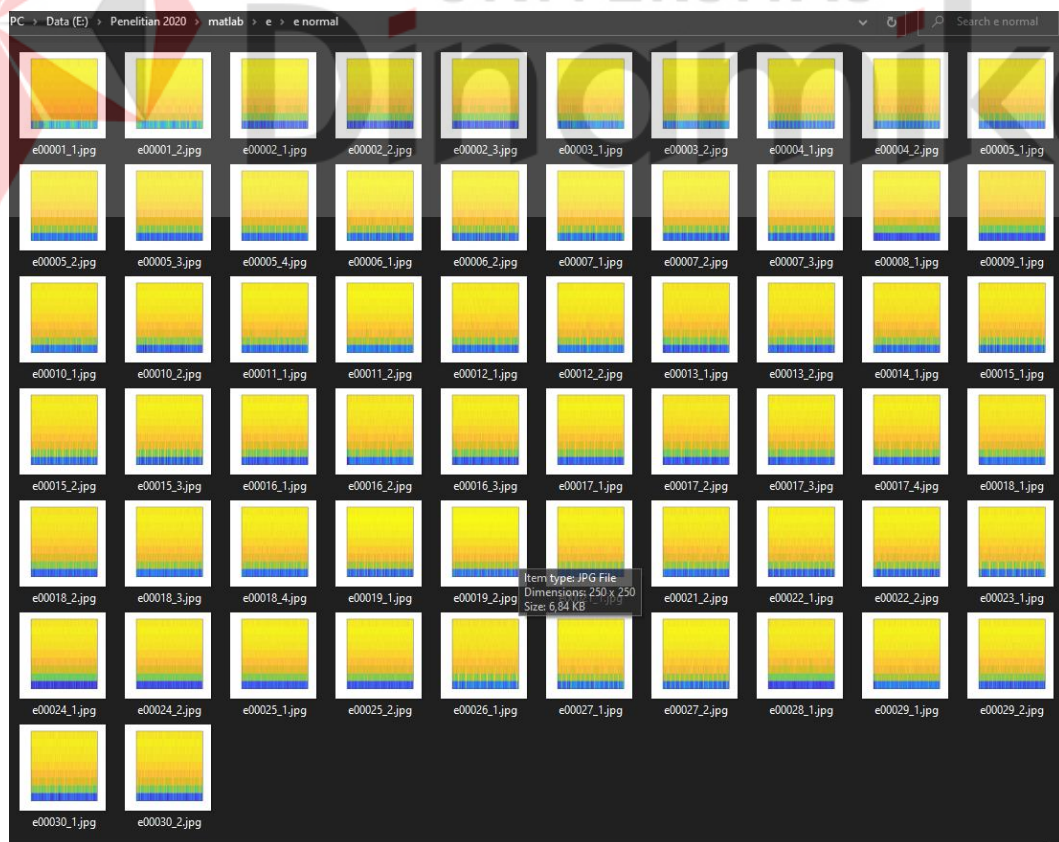 UNIVERSITAS
Dinamika
PC > Data (E:) > Penelitian 2020 > matlab > e > e normal
Search e normal
e00001_1.jpg e00001_2.jpg e00002_1.jpg e00002_2.jpg e00002_3.jpg e00003_1.jpg e00003_2.jpg e00004_1.jpg e00004_2.jpg e00005_1.jpg
e00005_2.jpg e00005_3.jpg e00005_4.jpg e00006_1.jpg e00006_2.jpg e00007_1.jpg e00007_2.jpg e00007_3.jpg e00008_1.jpg e00009_1.jpg
e00010_1.jpg e00010_2.jpg e00011_1.jpg e00011_2.jpg e00012_1.jpg e00012_2.jpg e00013_1.jpg e00013_2.jpg e00014_1.jpg e00015_1.jpg
e00015_2.jpg e00015_3.jpg e00016_1.jpg e00016_2.jpg e00016_3.jpg e00017_1.jpg e00017_2.jpg e00017_3.jpg e00017_4.jpg e00018_1.jpg
e00018_2.jpg e00018_3.jpg e00018_4.jpg e00019_1.jpg e00019_2.jpg e00021_2.jpg e00022_1.jpg e00022_2.jpg e00023_1.jpg
Item type: JPG File
Dimensions: 250 x 250
Size: 6,84 KB
e00024_1.jpg e00024_2.jpg e00025_1.jpg e00025_2.jpg e00026_1.jpg e00027_1.jpg e00027_2.jpg e00028_1.jpg e00029_1.jpg e00029_2.jpg
e00030_1.jpg e00030_2.jpg